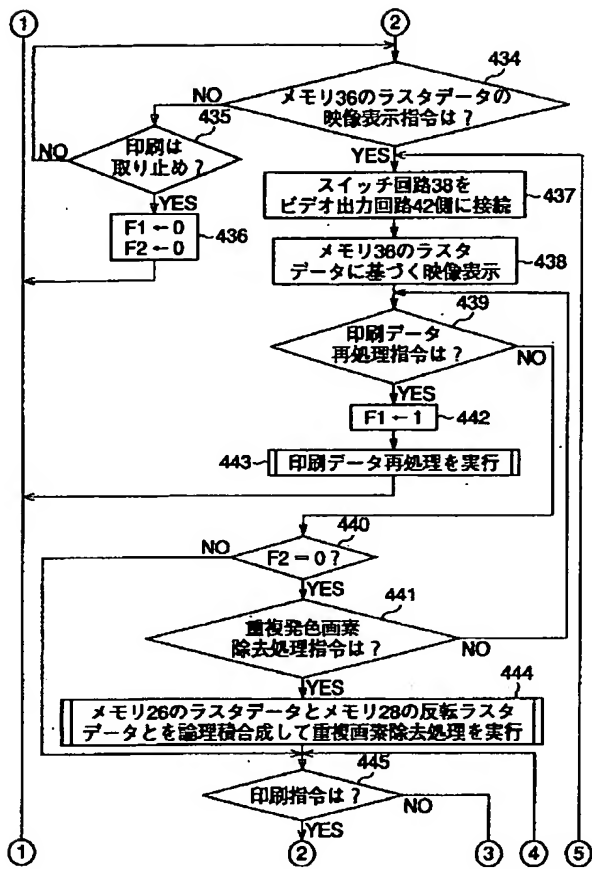 ①
②
434
メモリ36のラスタデータの
映像表示指令は?
NO
YES
435
印刷は
取り止め?
NO
YES
F1←0
F2←0
436
スイッチ回路38を
ビデオ出力回路42側に接続
437
メモリ36のラスタ
データに基づく映像表示
438
439
印刷データ
再処理指令は?
NO
YES
F1←1
442
443
印刷データ再処理を実行
440
F2=0?
NO
YES
441
重複発色画素
除去処理指令は?
NO
YES
444
メモリ26のラスタデータとメモリ28の反転ラスタ
データとを論理積合成して重複画素除去処理を実行
445
印刷指令は?
NO
YES
①
②
③
④
⑤